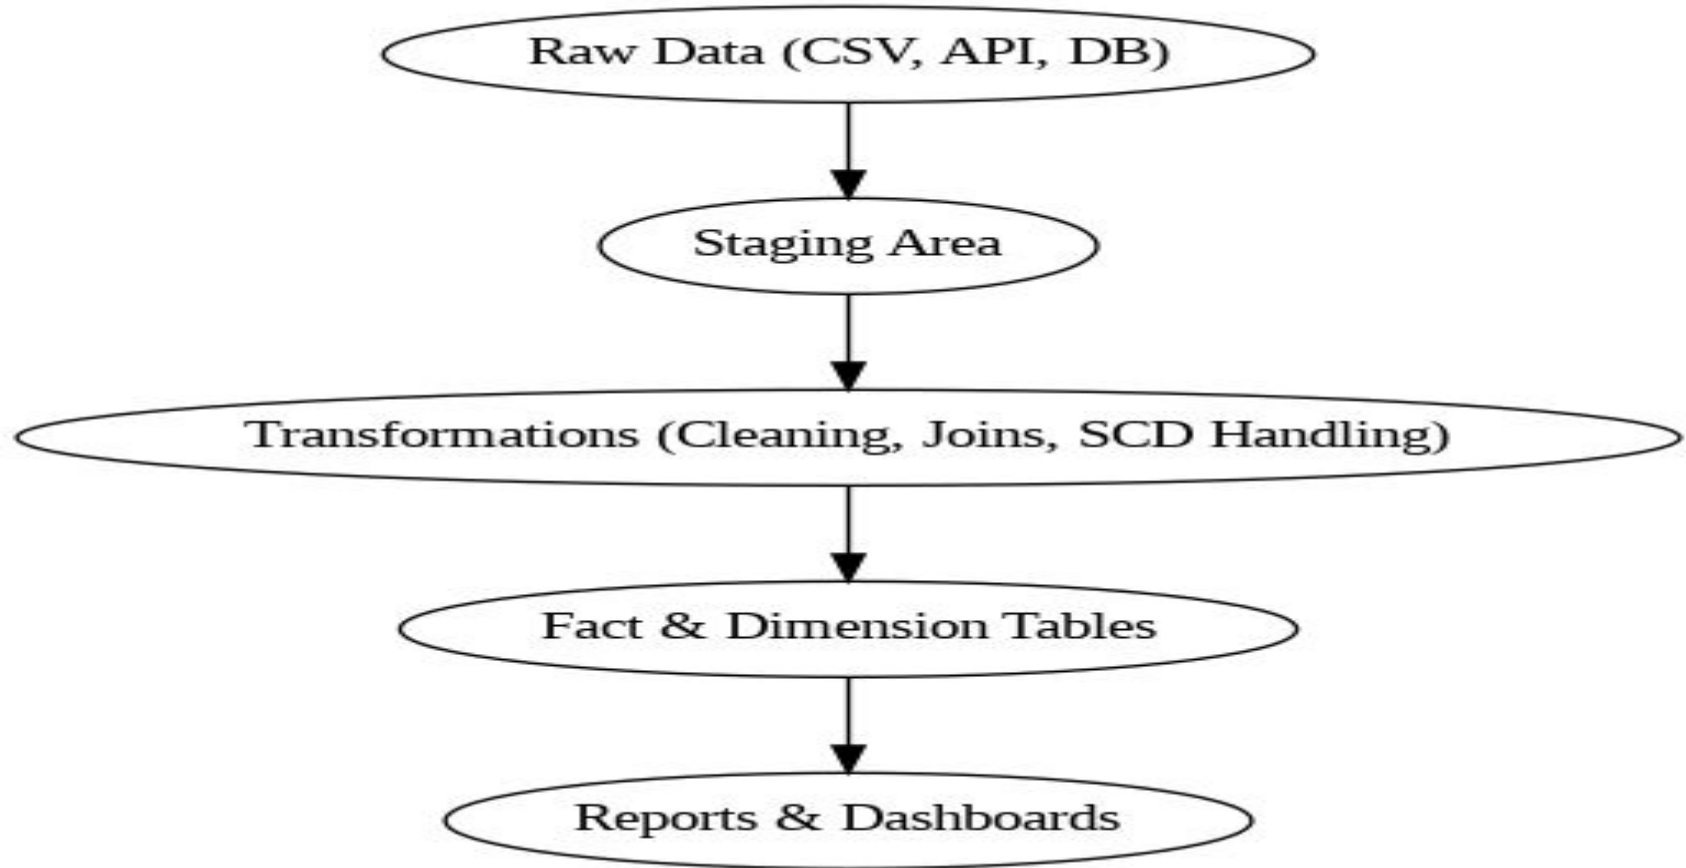 Raw Data (CSV, API, DB)
Staging Area
Transformations (Cleaning, Joins, SCD Handling)
Fact & Dimension Tables
Reports & Dashboards